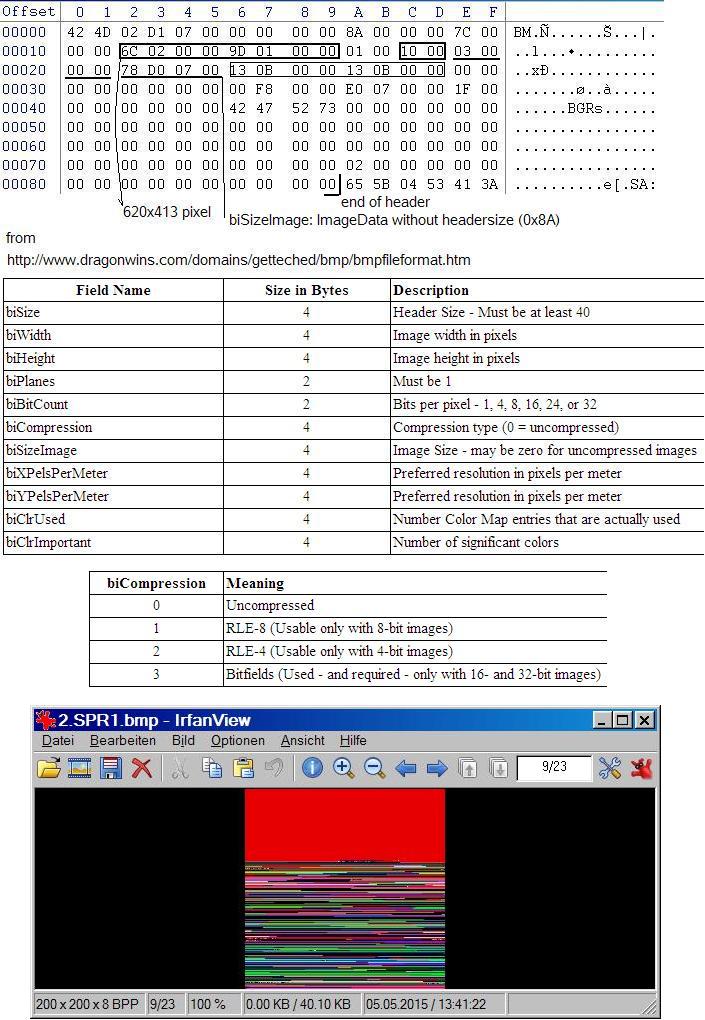 Offset 0 1 2 3 4 5 6 7 8 9 A B C D E F
00000 42 4D 02 D1 07 00 00 00 00 00 8A 00 00 00 7C 00 BM.Ñ......Š...|.
00010 00 00 6C 02 00 00 9D 01 00 00 01 00 10 00 03 00 ..l...•.........
00020 00 00 78 D0 07 00 13 0B 00 00 13 0B 00 00 00 00 ..xÐ............
00030 00 00 00 00 00 00 00 F8 00 00 E0 07 00 00 1F 00 .......ø..à.....
00040 00 00 00 00 00 00 42 47 52 73 00 00 00 00 00 00 ......BGRs......
00050 00 00 00 00 00 00 00 00 00 00 00 00 00 00 00 00 ................
00060 00 00 00 00 00 00 00 00 00 00 00 00 00 00 00 00 ................
00070 00 00 00 00 00 00 00 00 00 00 02 00 00 00 00 00 ................
00080 00 00 00 00 00 00 00 00 00 00 65 5B 04 53 41 3A ..........e[.SA:
end of header
620x413 pixel
biSizeImage: ImageData without headersize (0x8A)
from
http://www.dragonwins.com/domains/getteched/bmp/bmpfileformat.htm
Field Name Size in Bytes Description
biSize 4 Header Size - Must be at least 40
biWidth 4 Image width in pixels
biHeight 4 Image height in pixels
biPlanes 2 Must be 1
biBitCount 2 Bits per pixel - 1, 4, 8, 16, 24, or 32
biCompression 4 Compression type (0 = uncompressed)
biSizeImage 4 Image Size - may be zero for uncompressed images
biXPelsPerMeter 4 Preferred resolution in pixels per meter
biYPelsPerMeter 4 Preferred resolution in pixels per meter
biClrUsed 4 Number Color Map entries that are actually used
biClrImportant 4 Number of significant colors
biCompression Meaning
0 Uncompressed
1 RLE-8 (Usable only with 8-bit images)
2 RLE-4 (Usable only with 4-bit images)
3 Bitfields (Used - and required - only with 16- and 32-bit images)
2.SPR1.bmp - IrfanView
Datei Bearbeiten Bild Optionen Ansicht Hilfe
9/23
200 x 200 x 8 BPP 9/23 100 % 0.00 KB / 40.10 KB 05.05.2015 / 13:41:22